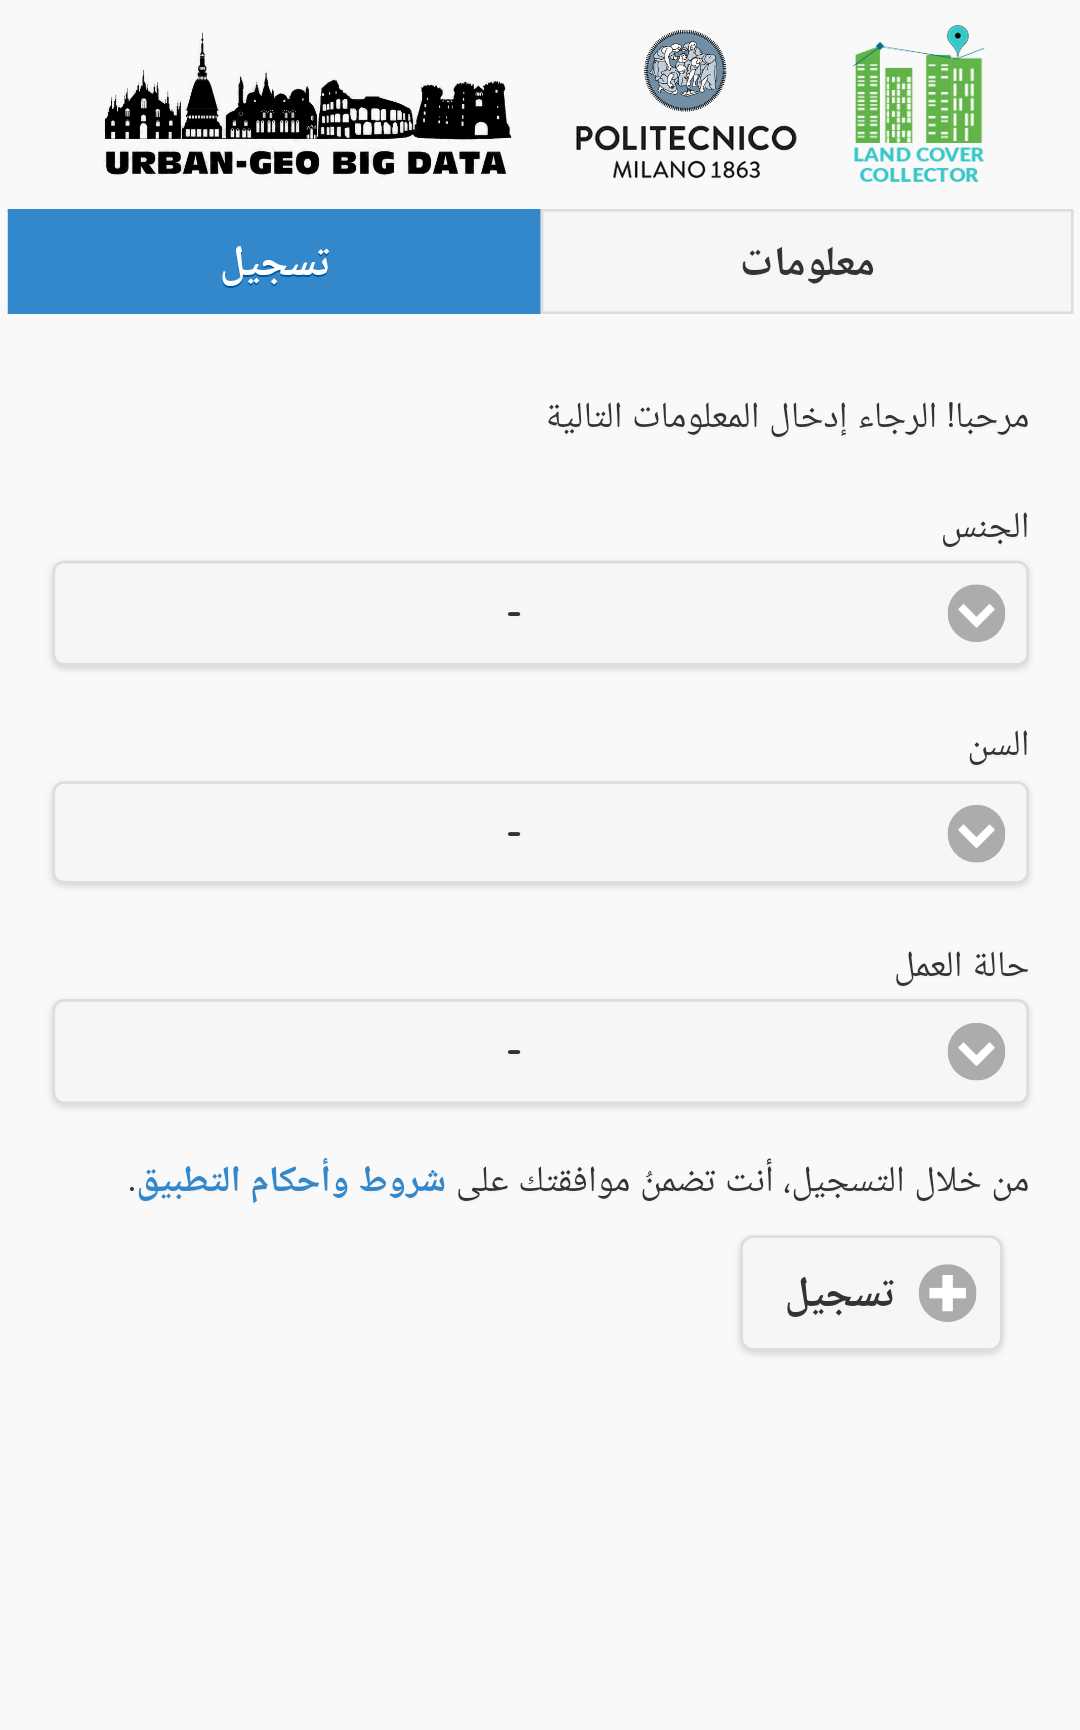 URBAN-GEO BIG DATA
POLITECNICO
MILANO 1863
LAND COVER
COLLECTOR
معلومات
تسجيل
مرحبا! الرجاء إدخال المعلومات التالية
الجنس
-
السن
-
حالة العمل
-
من خلال التسجيل، أنت تضمنُ موافقتك على شروط وأحكام التطبيق.
تسجيل